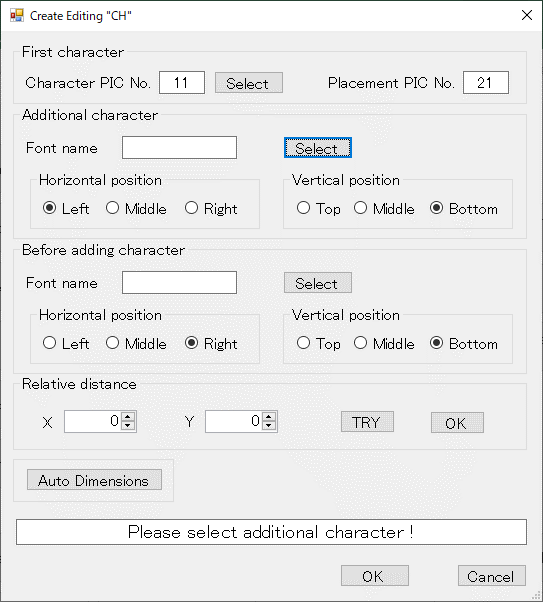 Create Editing "CH"
First character
Character PIC No. 11 Select Placement PIC No. 21
Additional character
Font name Select
Horizontal position Vertical position
Left Middle Right Top Middle Bottom
Before adding character
Font name Select
Horizontal position Vertical position
Left Middle Right Top Middle Bottom
Relative distance
X 0 Y 0 TRY OK
Auto Dimensions
Please select additional character !
OK Cancel